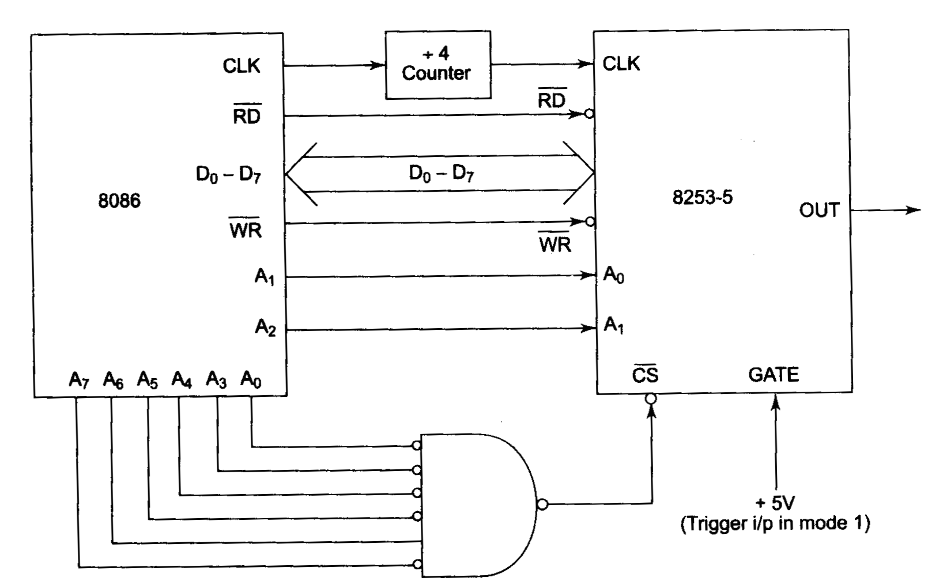 CLK
+ 4
Counter
CLK
RD
RD
D₀ – D₇
D₀ – D₇
8086
8253-5
OUT
WR
WR
A₁
A₀
A₂
A₁
A₇ A₆ A₅ A₄ A₃ A₀
CS
GATE
+ 5V
(Trigger i/p in mode 1)